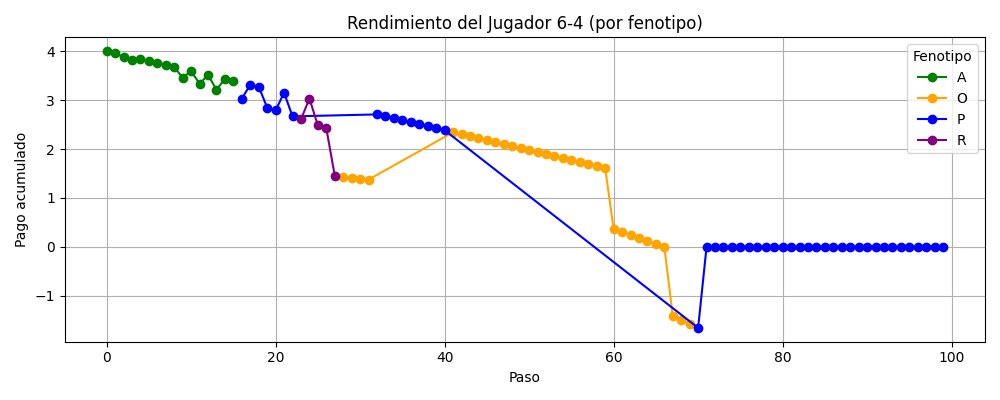 Rendimiento del Jugador 6-4 (por fenotipo)
Pago acumulado
4
3
2
1
0
−1
Fenotipo
A
O
P
R
0 20 40 60 80 100
Paso